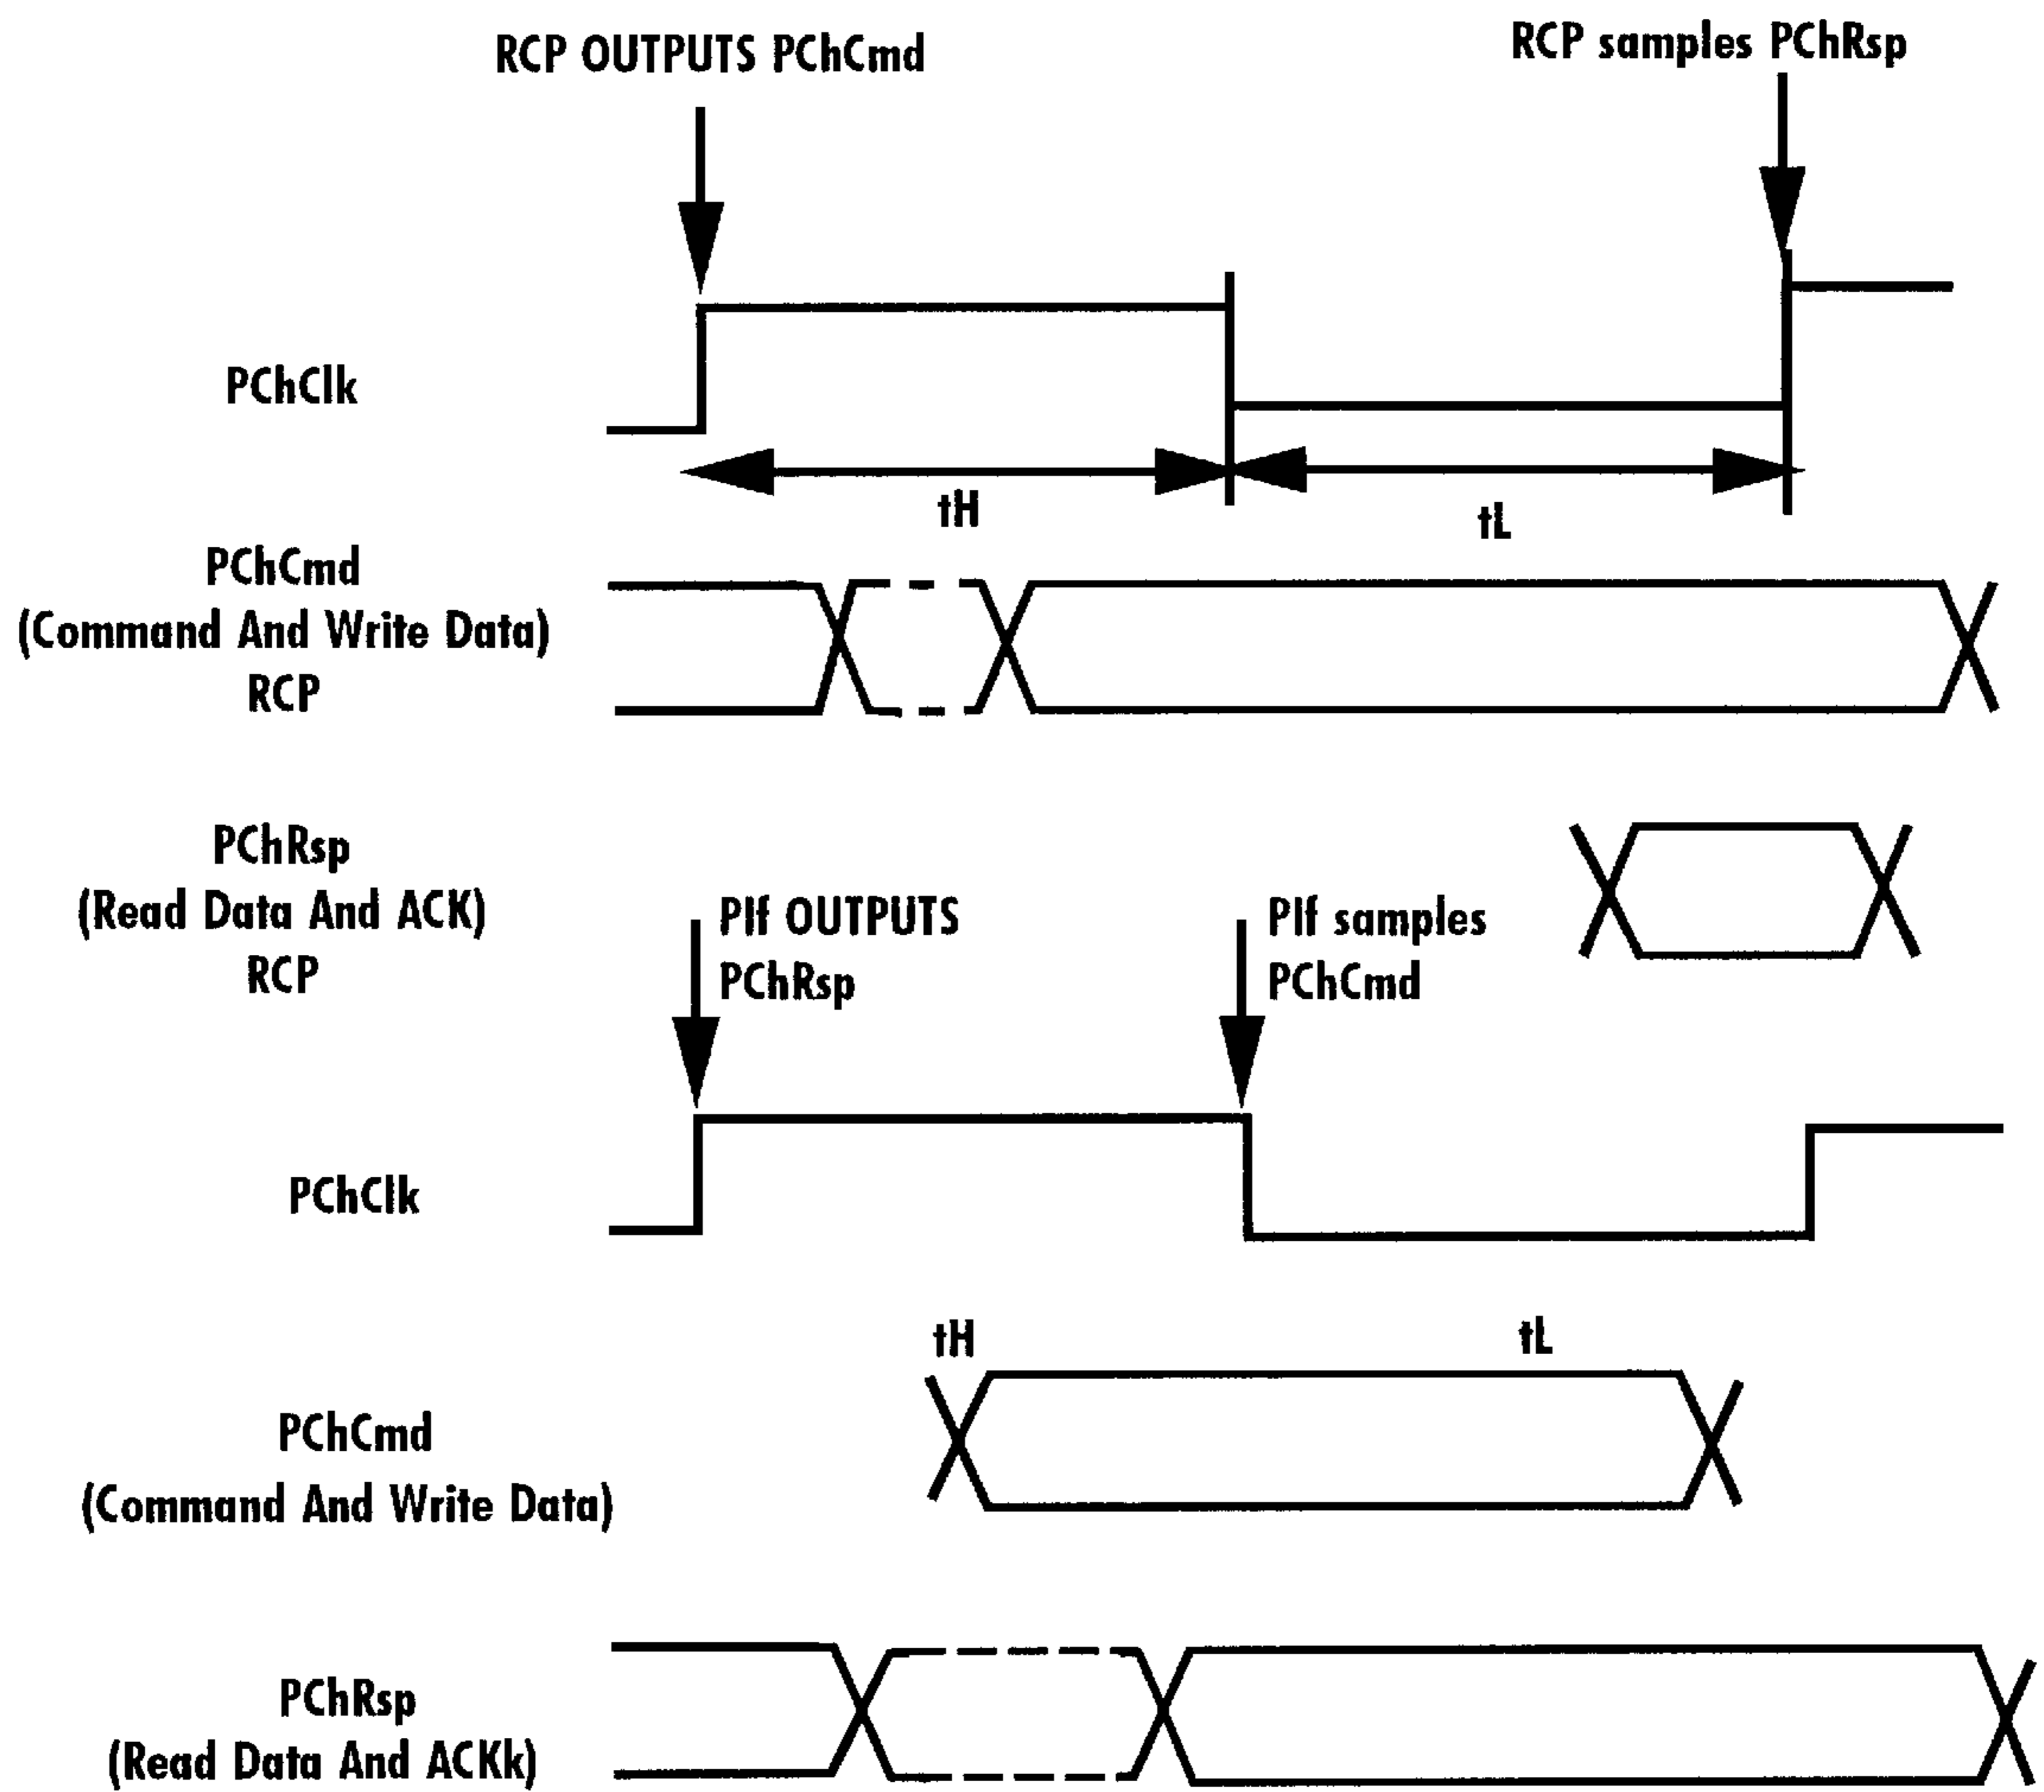 RCP OUTPUTS PChCmd
RCP samples PChRsp
PChClk
tH
tL
PChCmd
(Command And Write Data)
RCP
PChRsp
(Read Data And ACK)
RCP
PIf OUTPUTS
PChRsp
PIf samples
PChCmd
PChClk
tH
tL
PChCmd
(Command And Write Data)
PChRsp
(Read Data And ACKk)